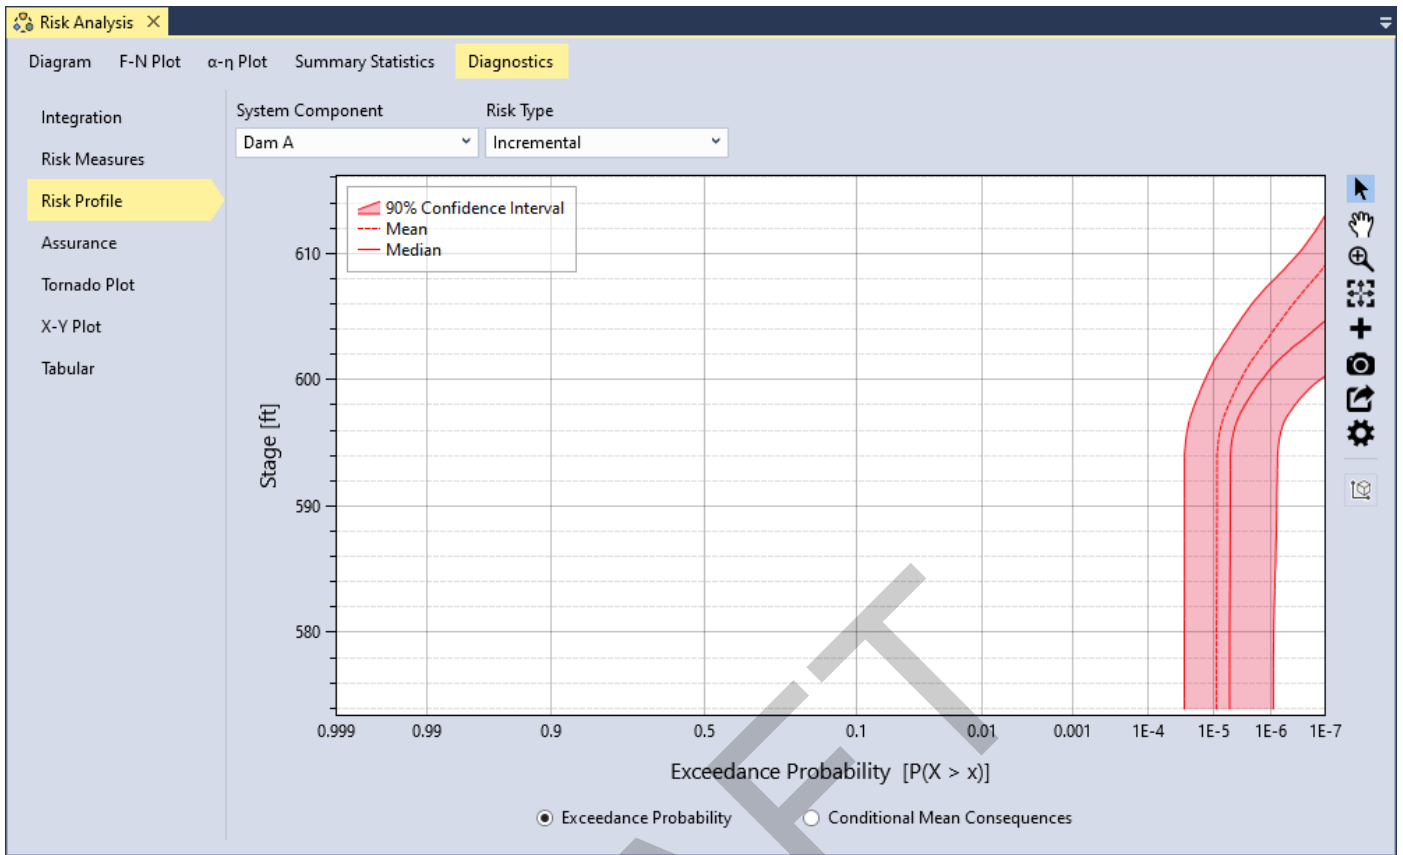 Risk Analysis
Diagram F-N Plot α-η Plot Summary Statistics Diagnostics
Integration
Risk Measures
Risk Profile
Assurance
Tornado Plot
X-Y Plot
Tabular
System Component Risk Type
Dam A Incremental
90% Confidence Interval
Mean
Median
610
600
590
580
Stage [ft]
0.999 0.99 0.9 0.5 0.1 0.01 0.001 1E-4 1E-5 1E-6 1E-7
Exceedance Probability [P(X > x)]
Exceedance Probability Conditional Mean Consequences